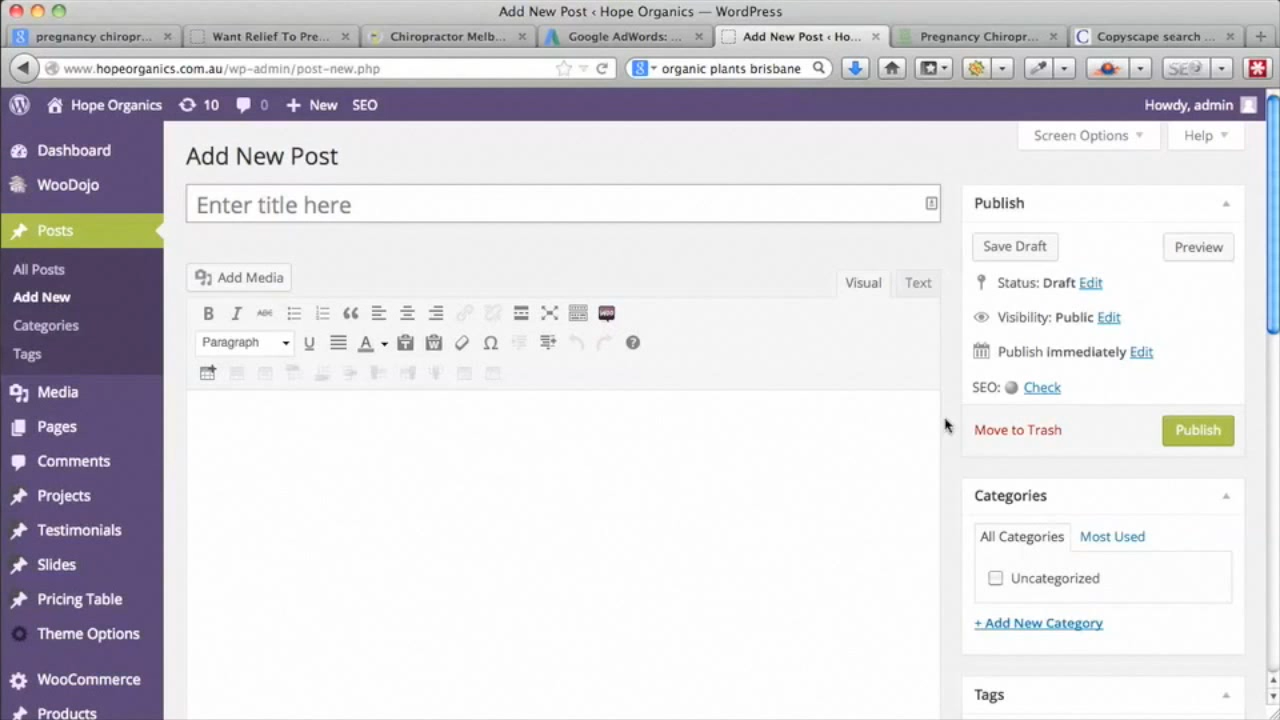 Add New Post ‹ Hope Organics — WordPress
pregnancy chiropr...
Want Relief To Pre...
Chiropractor Melb...
Google AdWords: ...
Add New Post ‹ Ho...
Pregnancy Chiropr...
Copyscape search ...
www.hopeorganics.com.au/wp-admin/post-new.php
organic plants brisbane
SEO
Hope Organics
10
0
New
SEO
Howdy, admin
Screen Options
Help
Dashboard
WooDojo
Posts
All Posts
Add New
Categories
Tags
Media
Pages
Comments
Projects
Testimonials
Slides
Pricing Table
Theme Options
WooCommerce
Products
Add New Post
Enter title here
Add Media
Visual
Text
B I ABC
WOO
Paragraph
U A T W Ω ?
Publish
Save Draft
Preview
Status: Draft Edit
Visibility: Public Edit
Publish immediately Edit
SEO: Check
Move to Trash
Publish
Categories
All Categories
Most Used
Uncategorized
+ Add New Category
Tags